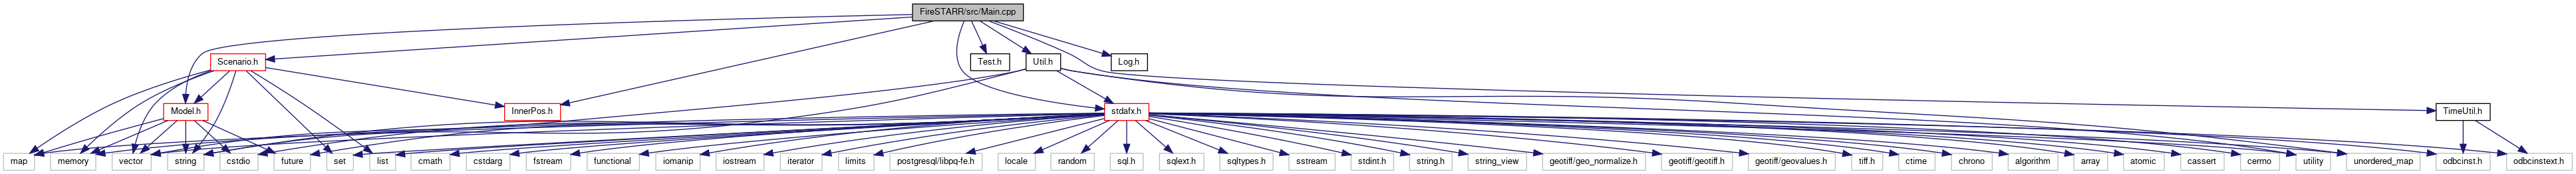 FireSTARR/src/Main.cpp
Scenario.h
Test.h
Util.h
Log.h
Model.h
InnerPos.h
stdafx.h
TimeUtil.h
map
memory
vector
string
cstdio
future
set
list
cmath
cstdarg
fstream
functional
iomanip
iostream
iterator
limits
postgresql/libpq-fe.h
locale
random
sql.h
sqlext.h
sqltypes.h
sstream
stdint.h
string.h
string_view
geotiff/geo_normalize.h
geotiff/geotiff.h
geotiff/geovalues.h
tiff.h
ctime
chrono
algorithm
array
atomic
cassert
cerrno
utility
unordered_map
odbcinst.h
odbcinstext.h